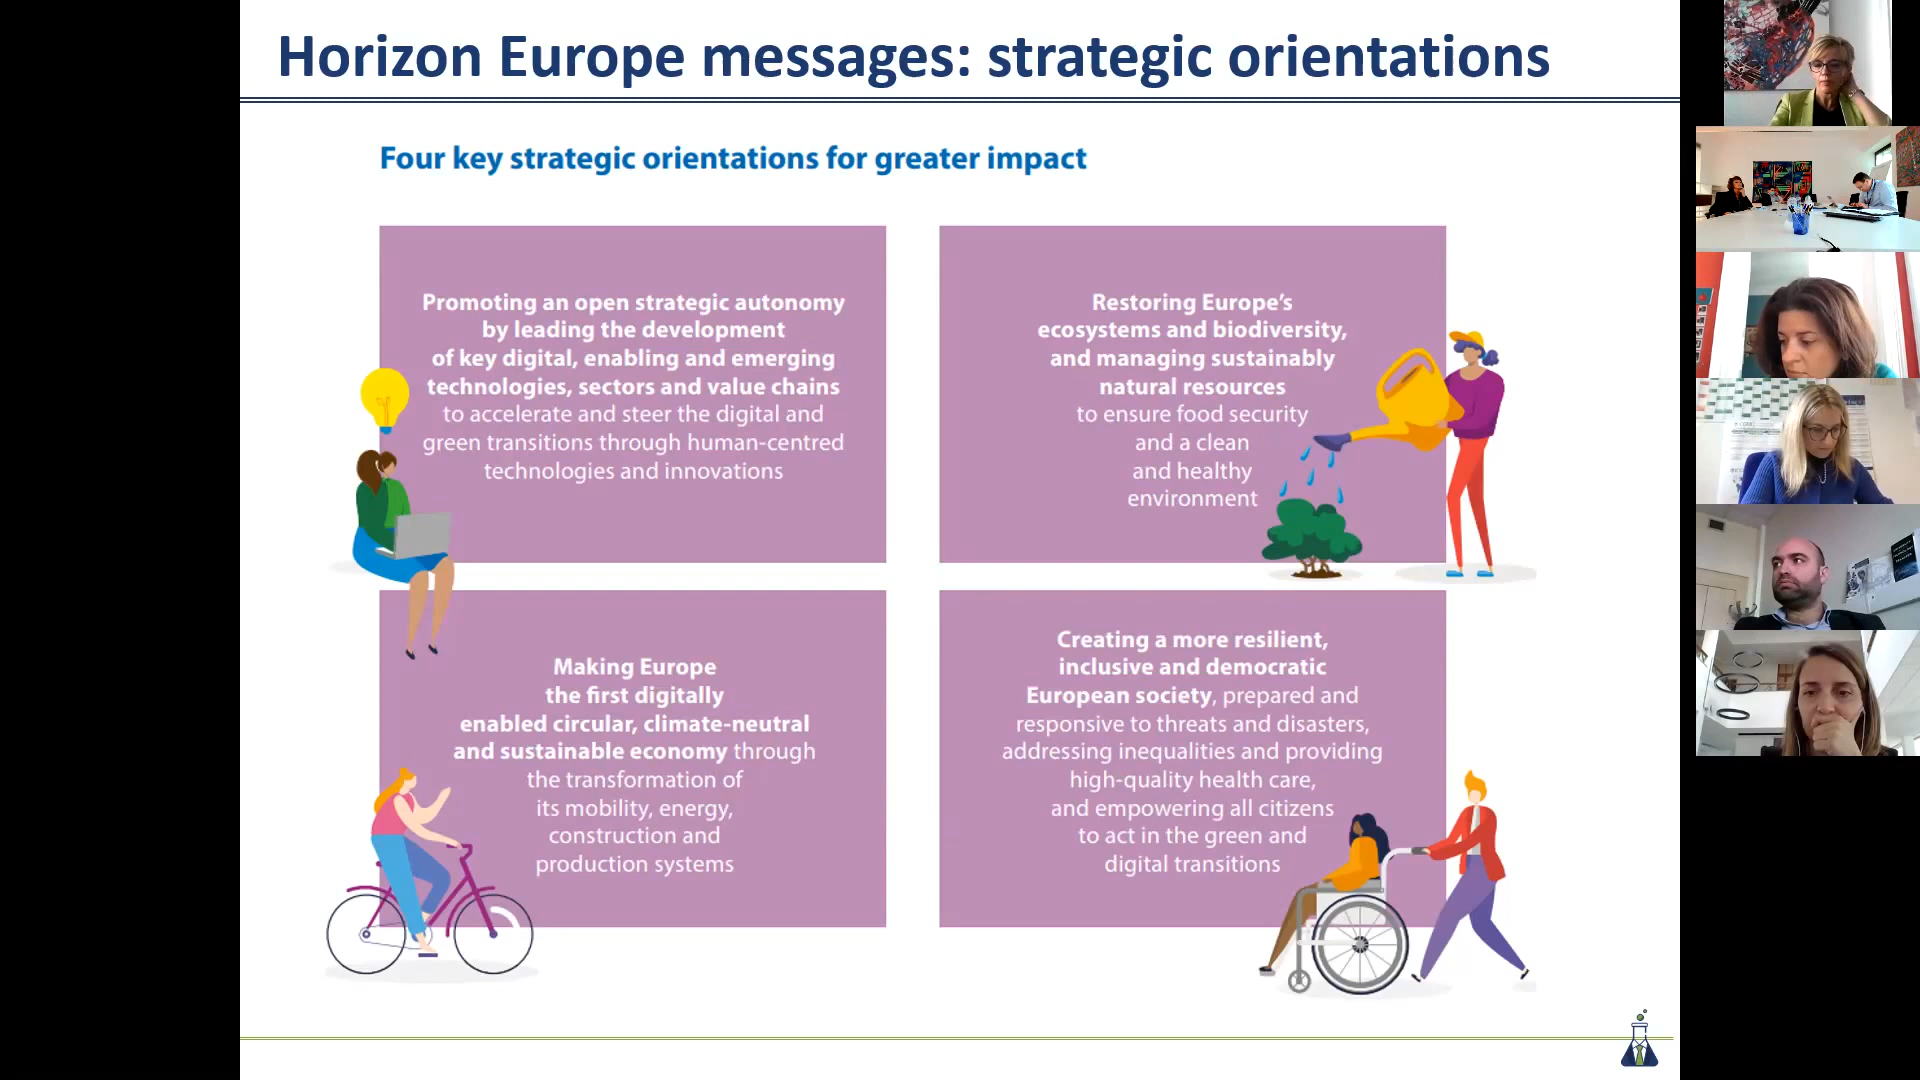 Horizon Europe messages: strategic orientations
Four key strategic orientations for greater impact
Promoting an open strategic autonomy
by leading the development
of key digital, enabling and emerging
technologies, sectors and value chains
to accelerate and steer the digital and
green transitions through human-centred
technologies and innovations
Restoring Europe’s
ecosystems and biodiversity,
and managing sustainably
natural resources
to ensure food security
and a clean
and healthy
environment
Making Europe
the first digitally
enabled circular, climate-neutral
and sustainable economy through
the transformation of
its mobility, energy,
construction and
production systems
Creating a more resilient,
inclusive and democratic
European society, prepared and
responsive to threats and disasters,
addressing inequalities and providing
high-quality health care,
and empowering all citizens
to act in the green and
digital transitions